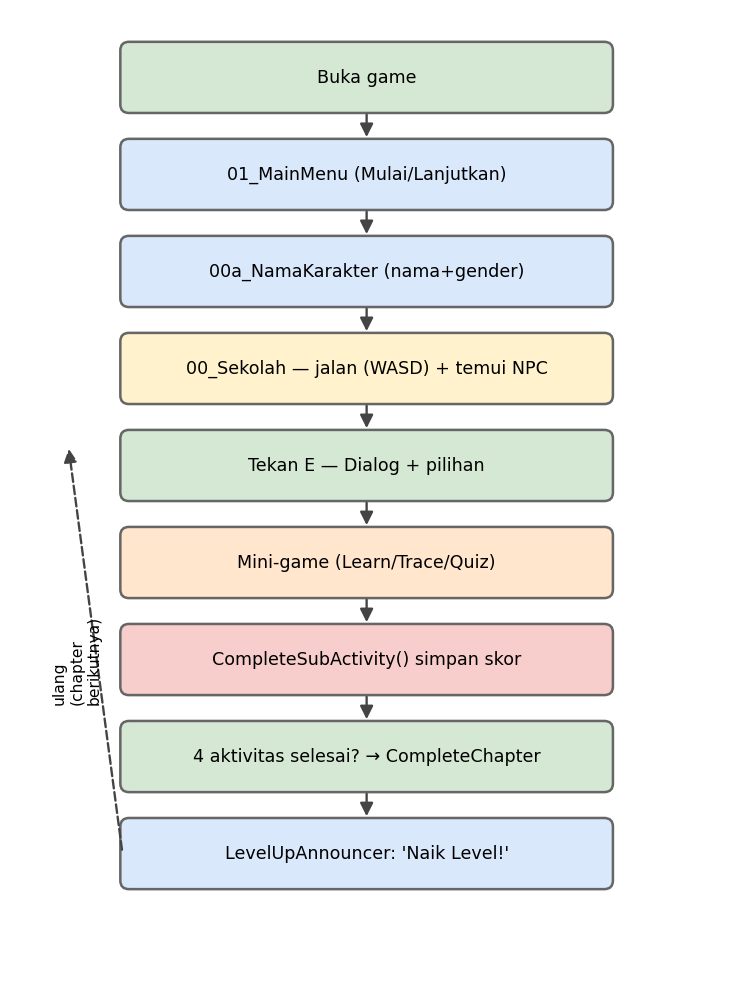 Buka game
01_MainMenu (Mulai/Lanjutkan)
00a_NamaKarakter (nama+gender)
00_Sekolah — jalan (WASD) + temui NPC
Tekan E — Dialog + pilihan
Mini-game (Learn/Trace/Quiz)
CompleteSubActivity() simpan skor
4 aktivitas selesai? → CompleteChapter
LevelUpAnnouncer: 'Naik Level!'
ulang
(chapter
berikutnya)